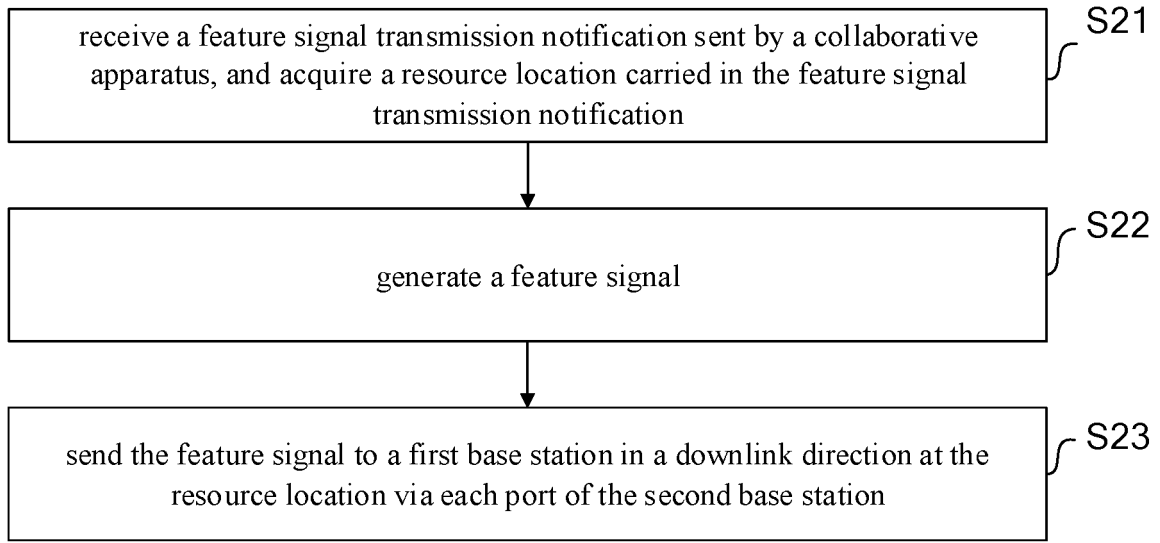 receive a feature signal transmission notification sent by a collaborative
apparatus, and acquire a resource location carried in the feature signal
transmission notification
S21
generate a feature signal
S22
send the feature signal to a first base station in a downlink direction at the
resource location via each port of the second base station
S23